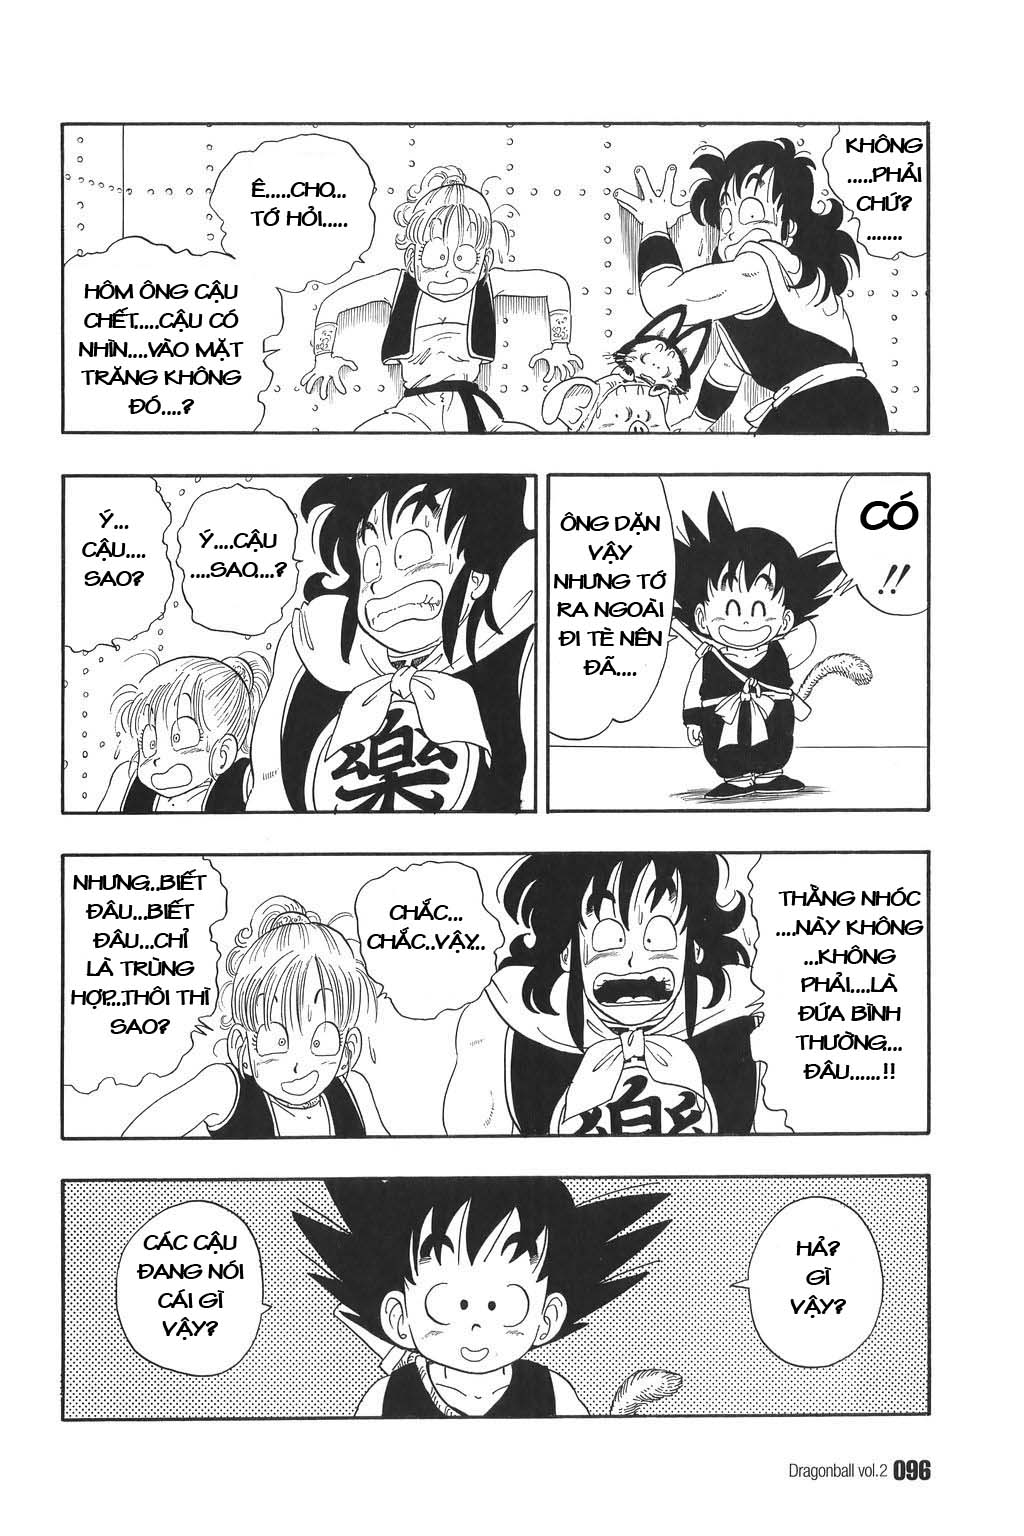 KHÔNG
.....PHẢI
CHỨ?
........
Ê.....CHO...
TỚ HỎI.....
HÔM ÔNG CẬU
CHẾT.....CẬU CÓ
NHÌN....VÀO MẶT
TRĂNG KHÔNG
ĐÓ....?
CÓ
!!
ÔNG DẶN
VẬY
NHƯNG TỚ
RA NGOÀI
ĐI TÈ NÊN
ĐÃ....
Ý....CẬU
....SAO....?
Ý...
CẬU....
SAO?
樂
THẰNG NHÓC
....NÀY KHÔNG
...KHÔNG
PHẢI....LÀ
ĐỨA BÌNH
THƯỜNG....
ĐÂU......!!
CHẮC...
CHẮC..VẬY...
NHƯNG..BIẾT
ĐÂU...BIẾT
ĐÂU...CHỈ
LÀ TRÙNG
HỢP...THÔI THÌ
SAO?
樂
HẢ?
GÌ
VẬY?
CÁC CẬU
ĐANG NÓI
CÁI GÌ
VẬY?
Dragonball vol.2 096